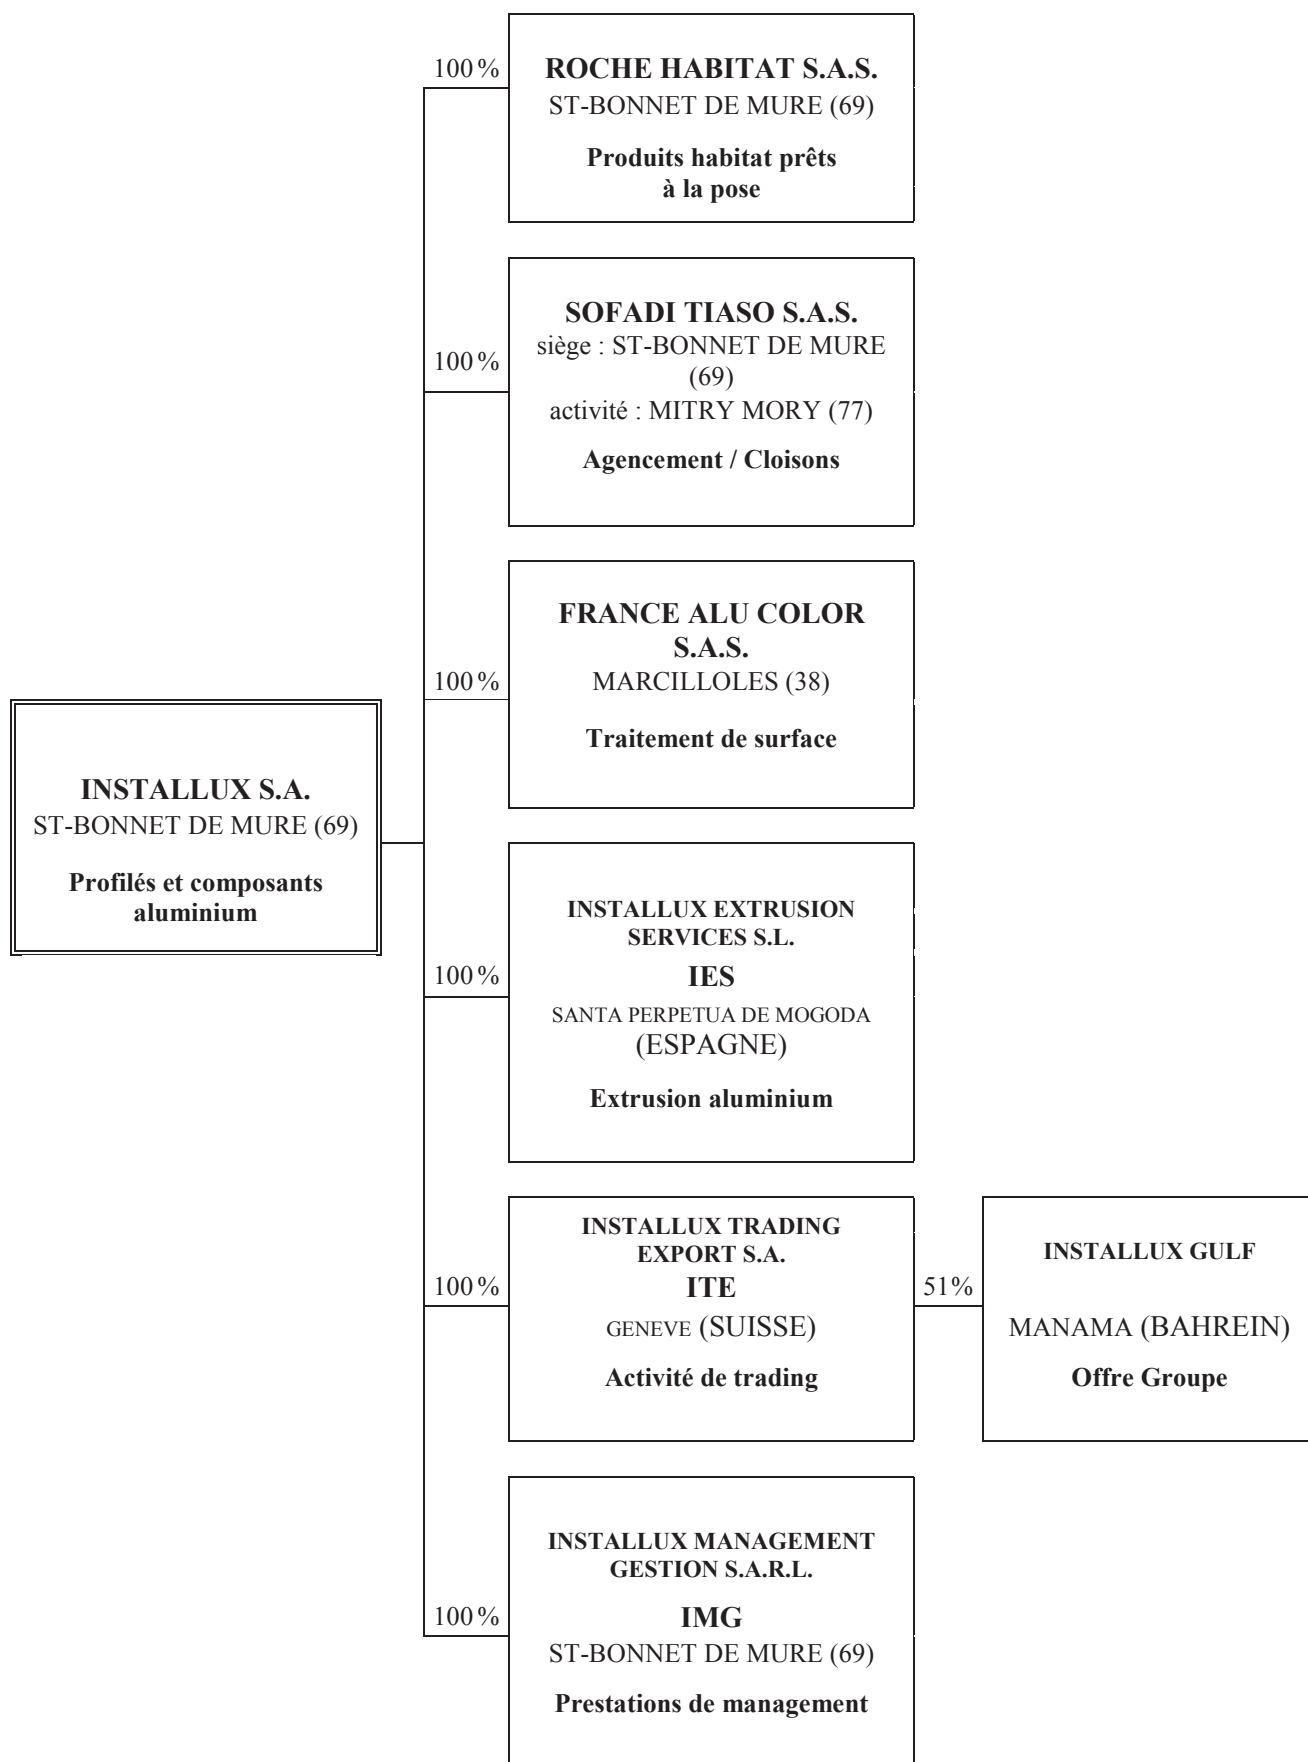 100%
ROCHE HABITAT S.A.S.
ST-BONNET DE MURE (69)
Produits habitat prêts
à la pose
100%
SOFADI TIASO S.A.S.
siège : ST-BONNET DE MURE
(69)
activité : MITRY MORY (77)
Agencement / Cloisons
100%
FRANCE ALU COLOR
S.A.S.
MARCILLOLES (38)
Traitement de surface
INSTALLUX S.A.
ST-BONNET DE MURE (69)
Profilés et composants
aluminium
100%
INSTALLUX EXTRUSION
SERVICES S.L.
IES
SANTA PERPETUA DE MOGODA
(ESPAGNE)
Extrusion aluminium
100%
INSTALLUX TRADING
EXPORT S.A.
ITE
GENEVE (SUISSE)
Activité de trading
51%
INSTALLUX GULF
MANAMA (BAHREIN)
Offre Groupe
100%
INSTALLUX MANAGEMENT
GESTION S.A.R.L.
IMG
ST-BONNET DE MURE (69)
Prestations de management